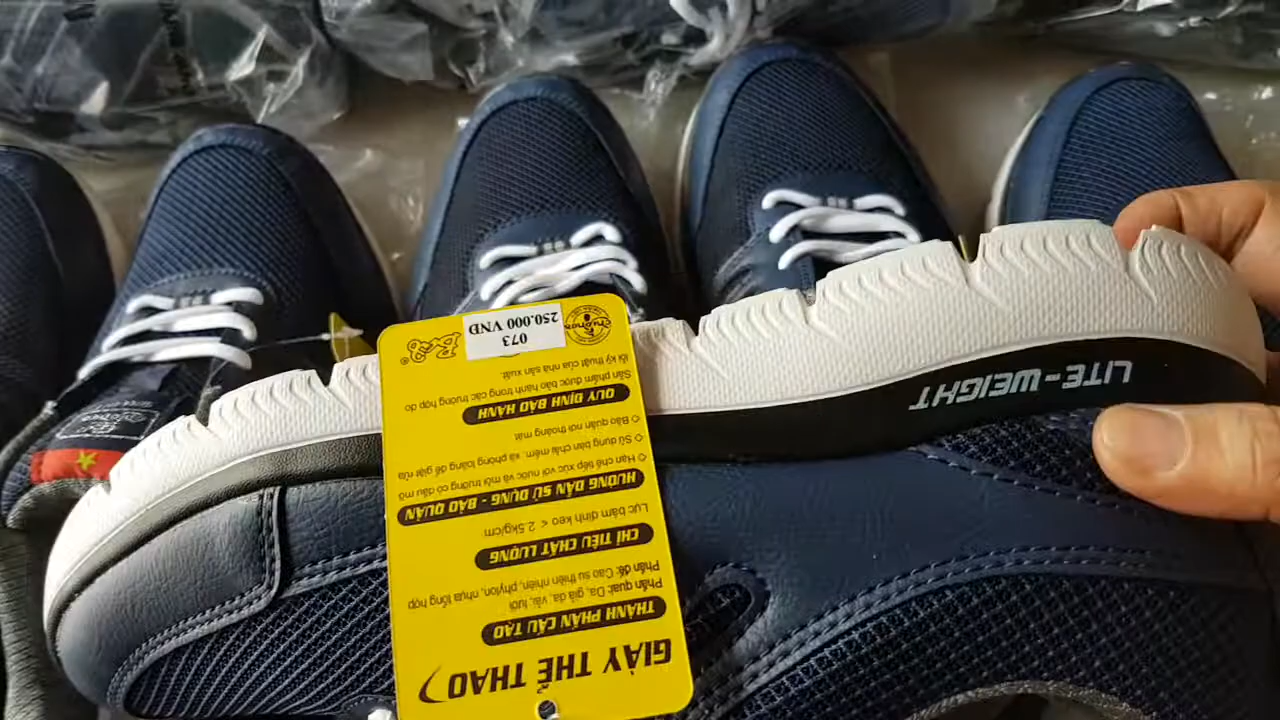 GIÀY THỂ THAO
THÀNH PHẦN CẤU TẠO
Phần quai: Da, giả da, vải, lưới
Phần đế: Cao su thiên nhiên, phylon, nhựa tổng hợp
CHỈ TIÊU CHẤT LƯỢNG
Lực bám dính keo < 2.5kg/cm
HƯỚNG DẪN SỬ DỤNG - BẢO QUẢN
◇ Hạn chế tiếp xúc với nước và môi trường có dầu mỡ
◇ Sử dụng bàn chải mềm, xà phòng loãng để giặt rửa
◇ Bảo quản nơi thoáng mát
QUY ĐỊNH BẢO HÀNH
Sản phẩm được bảo hành trong các trường hợp do
lỗi kỹ thuật của nhà sản xuất.
073
250.000 VNĐ
LITE-WEIGHT